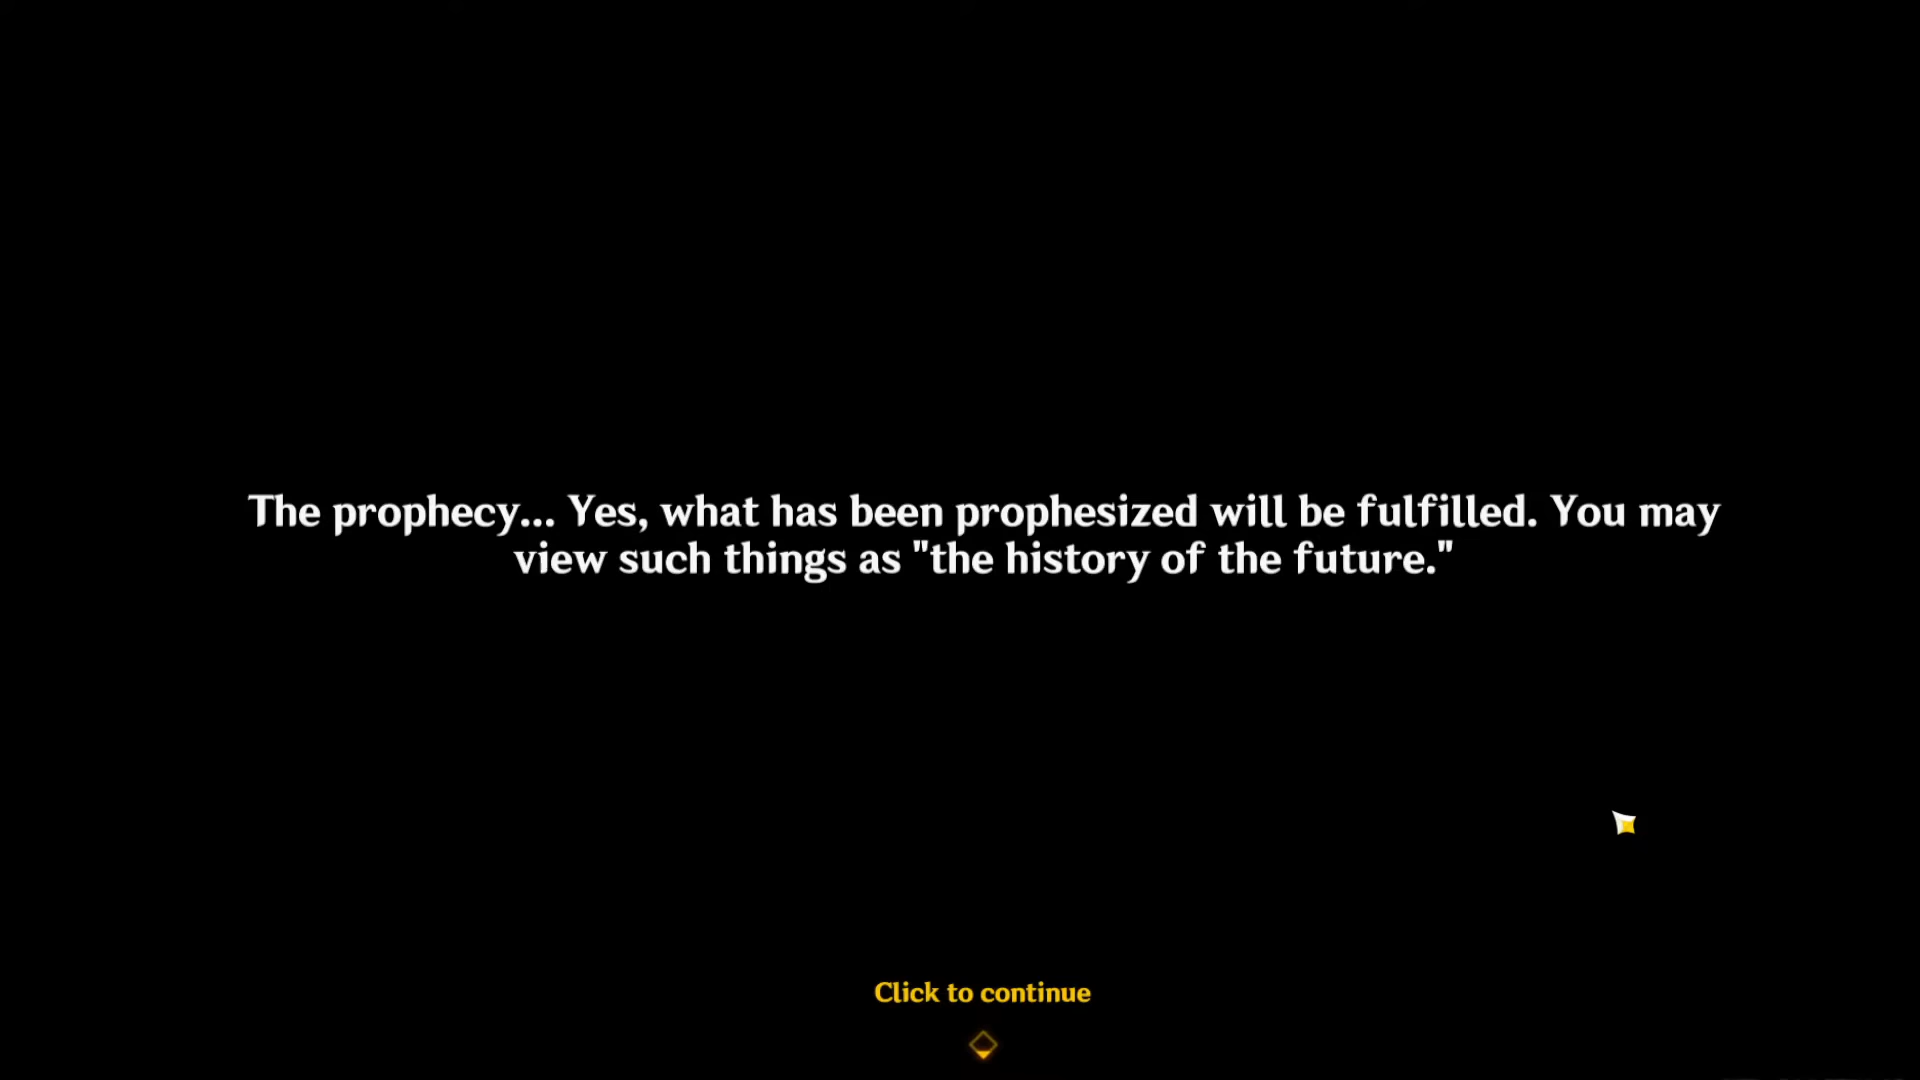 The prophecy... Yes, what has been prophesized will be fulfilled. You may
view such things as "the history of the future."
Click to continue